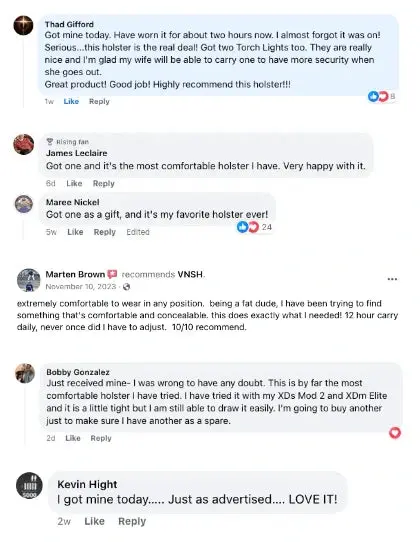 Thad Gifford
Got mine today. Have worn it for about two hours now. I almost forgot it was on!
Serious...this holster is the real deal! Got two Torch Lights too. They are really
nice and I'm glad my wife will be able to carry one to have more security when
she goes out.
Great product! Good job! Highly recommend this holster!!!
1w Like Reply 8
Rising fan
James Leclaire
Got one and it's the most comfortable holster I have. Very happy with it.
6d Like Reply
Maree Nickel
Got one as a gift, and it's my favorite holster ever!
5w Like Reply Edited 24
Marten Brown recommends VNSH.
November 10, 2023 ·
extremely comfortable to wear in any position. being a fat dude, I have been trying to find
something that's comfortable and concealable. this does exactly what I needed! 12 hour carry
daily, never once did I have to adjust. 10/10 recommend.
Bobby Gonzalez
Just received mine- I was wrong to have any doubt. This is by far the most
comfortable holster I have tried. I have tried it with my XDs Mod 2 and XDm Elite
and it is a little tight but I am still able to draw it easily. I'm going to buy another
just to make sure I have another as a spare.
2d Like Reply
5000
Kevin Hight
I got mine today..... Just as advertised.... LOVE IT!
2w Like Reply